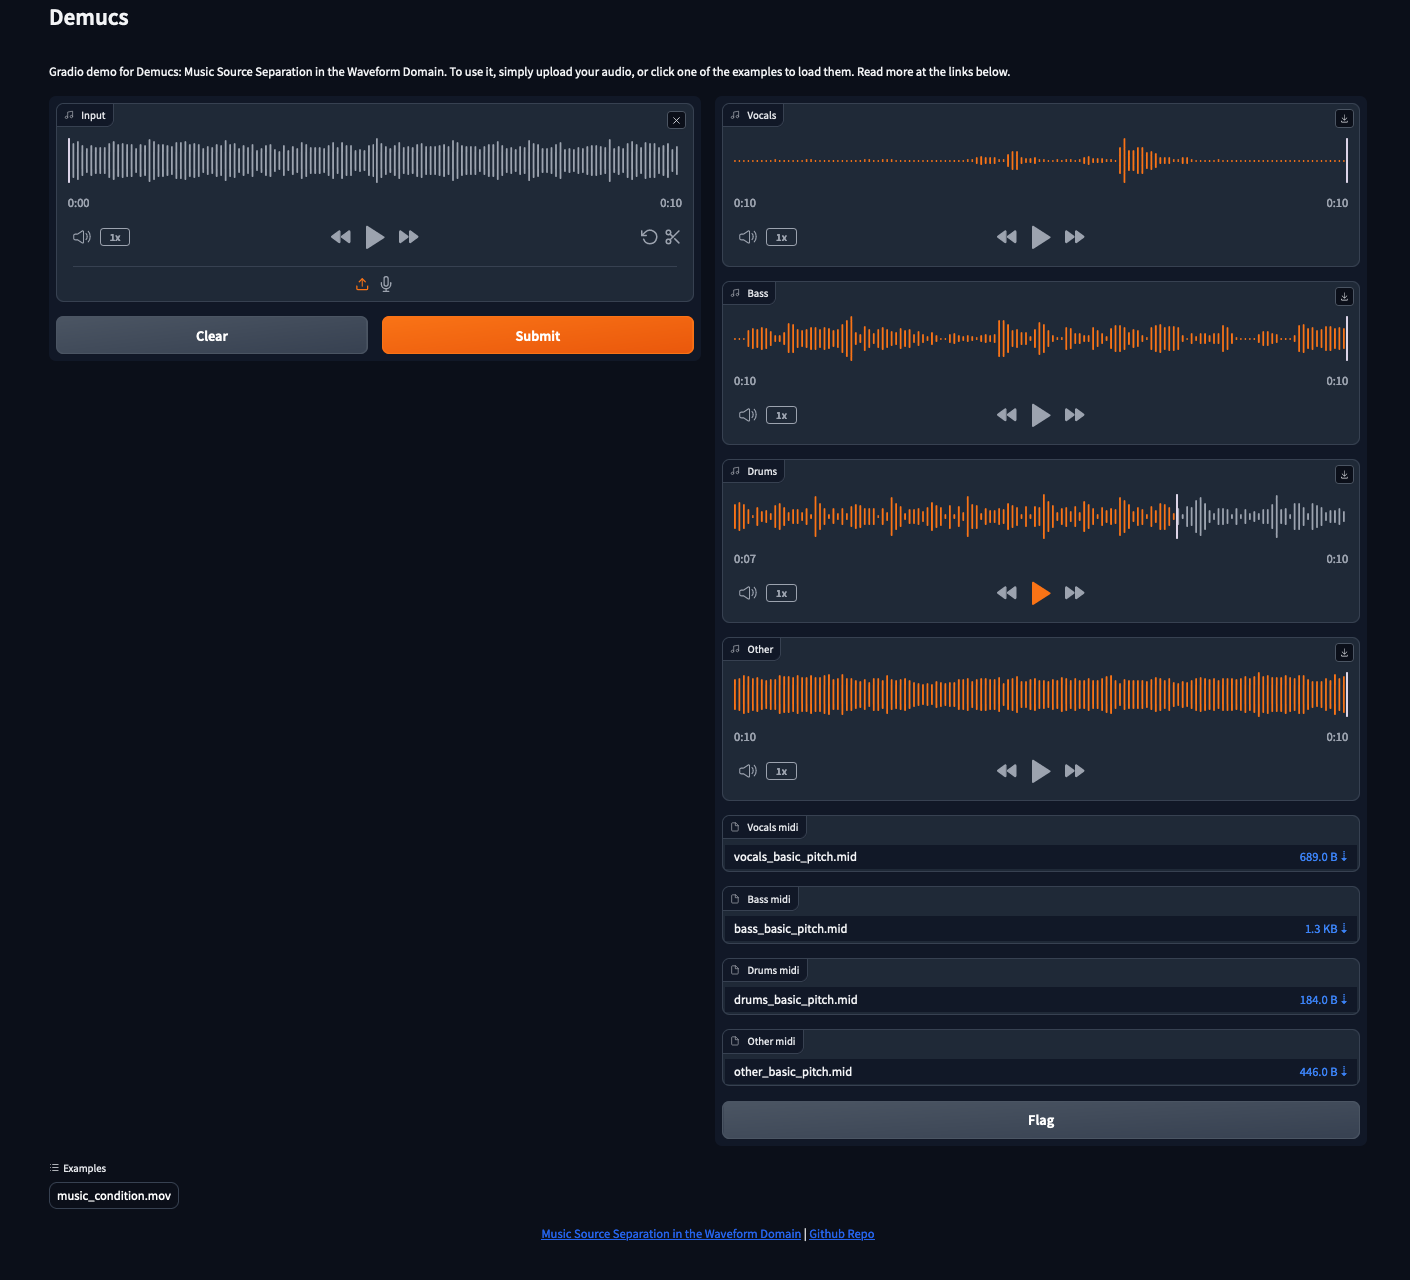 Demucs
Gradio demo for Demucs: Music Source Separation in the Waveform Domain. To use it, simply upload your audio, or click one of the examples to load them. Read more at the links below.
Input
0:00 0:10
1x
Clear Submit
Vocals
0:10 0:10
1x
Bass
0:10 0:10
1x
Drums
0:07 0:10
1x
Other
0:10 0:10
1x
Vocals midi
vocals_basic_pitch.mid 689.0 B ⇣
Bass midi
bass_basic_pitch.mid 1.3 KB ⇣
Drums midi
drums_basic_pitch.mid 184.0 B ⇣
Other midi
other_basic_pitch.mid 446.0 B ⇣
Flag
Examples
music_condition.mov
Music Source Separation in the Waveform Domain | Github Repo